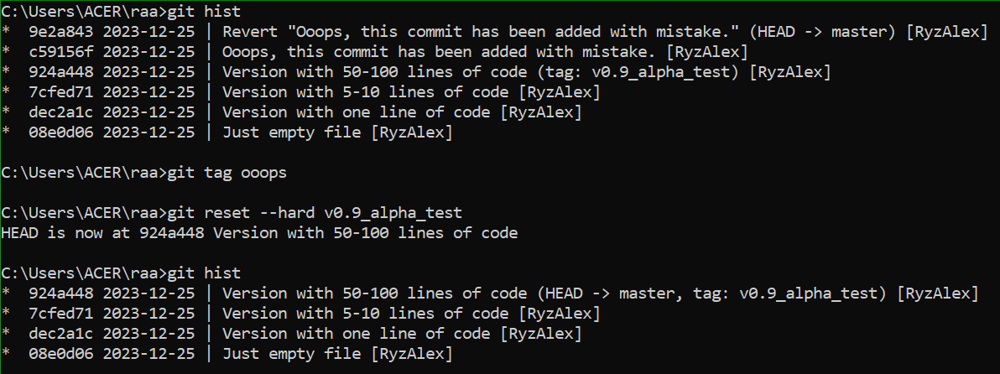 C:\Users\ACER\raa>git hist
*  9e2a843 2023-12-25 | Revert "Ooops, this commit has been added with mistake." (HEAD -> master) [RyzAlex]
*  c59156f 2023-12-25 | Ooops, this commit has been added with mistake. [RyzAlex]
*  924a448 2023-12-25 | Version with 50-100 lines of code (tag: v0.9_alpha_test) [RyzAlex]
*  7cfed71 2023-12-25 | Version with 5-10 lines of code [RyzAlex]
*  dec2a1c 2023-12-25 | Version with one line of code [RyzAlex]
*  08e0d06 2023-12-25 | Just empty file [RyzAlex]
C:\Users\ACER\raa>git tag ooops
C:\Users\ACER\raa>git reset --hard v0.9_alpha_test
HEAD is now at 924a448 Version with 50-100 lines of code
C:\Users\ACER\raa>git hist
*  924a448 2023-12-25 | Version with 50-100 lines of code (HEAD -> master, tag: v0.9_alpha_test) [RyzAlex]
*  7cfed71 2023-12-25 | Version with 5-10 lines of code [RyzAlex]
*  dec2a1c 2023-12-25 | Version with one line of code [RyzAlex]
*  08e0d06 2023-12-25 | Just empty file [RyzAlex]